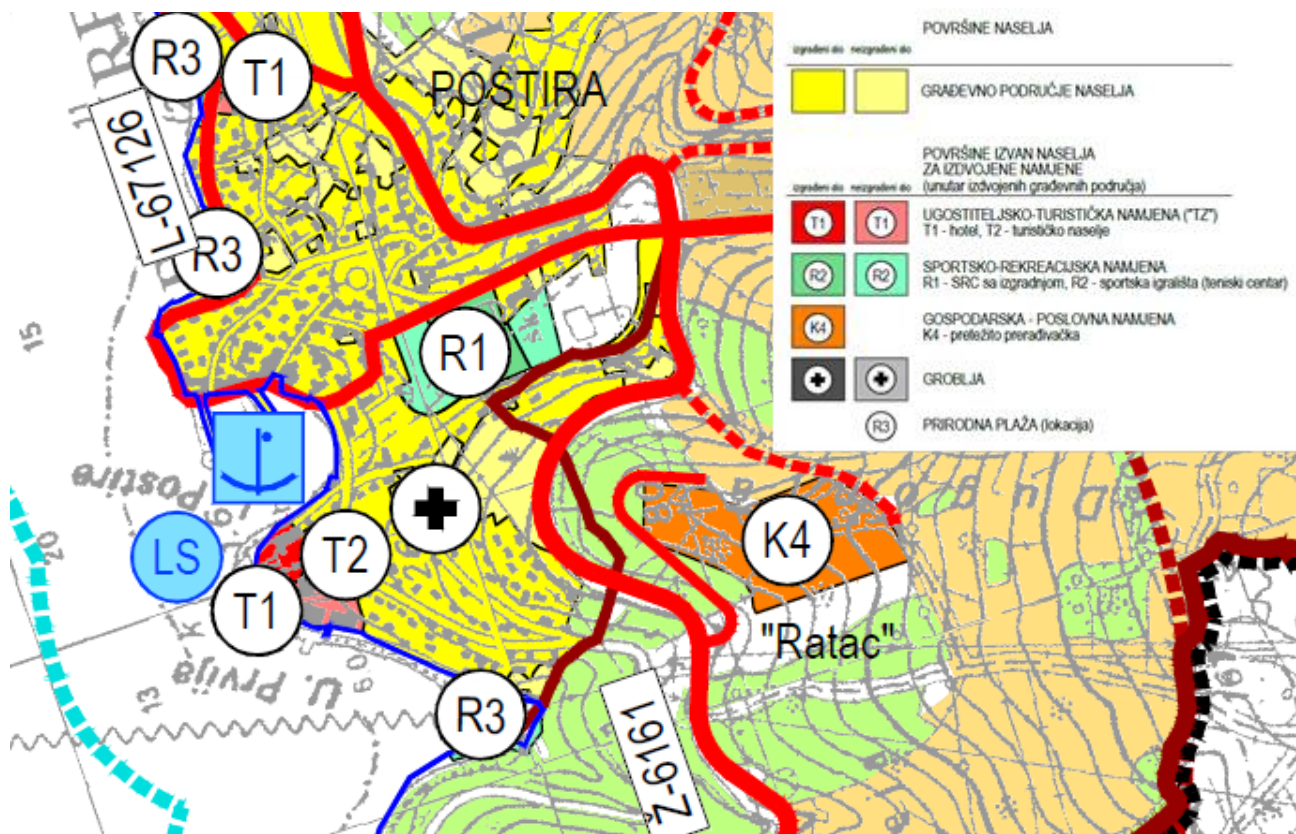 R3
T1
POSTIRA
L-67126
R3
R1
15
LS
T2
T1
K4
"Ratac"
20
Postire
U. Prvija
13
R3
Ž-6161
POVRŠINE NASELJA
izgrađeni dio neizgrađeni dio
GRAĐEVNO PODRUČJE NASELJA
POVRŠINE IZVAN NASELJA
ZA IZDVOJENE NAMJENE
(unutar izdvojenih građevnih područja)
izgrađeni dio neizgrađeni dio
T1 T1 UGOSTITELJSKO-TURISTIČKA NAMJENA ("TZ")
T1 - hotel, T2 - turističko naselje
R2 R2 SPORTSKO-REKREACIJSKA NAMJENA
R1 - SRC sa izgradnjom, R2 - sportska igrališta (teniski centar)
K4 GOSPODARSKA - POSLOVNA NAMJENA
K4 - pretežito prerađivačka
GROBLJA
R3 PRIRODNA PLAŽA (lokacija)